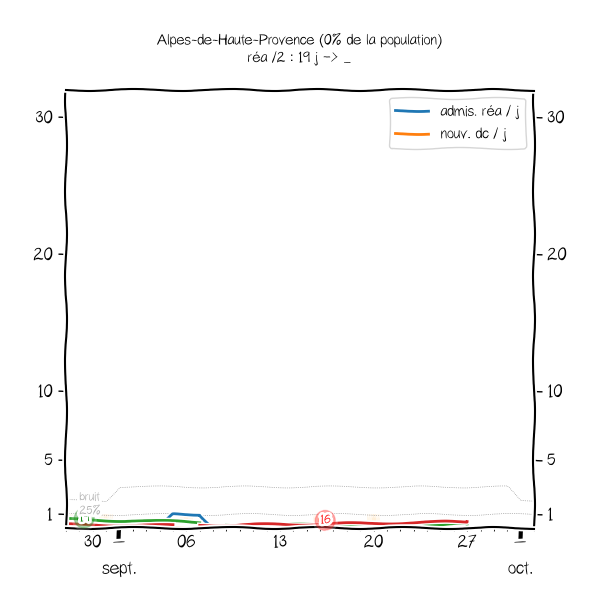 Alpes-de-Haute-Provence (0% de la population)
réa /2 : 19 j -> _
admis. réa / j
nouv. dc / j
30
30
20
20
10
10
5
5
bruit
25%
1
1
16
30
06
13
20
27
sept.
oct.